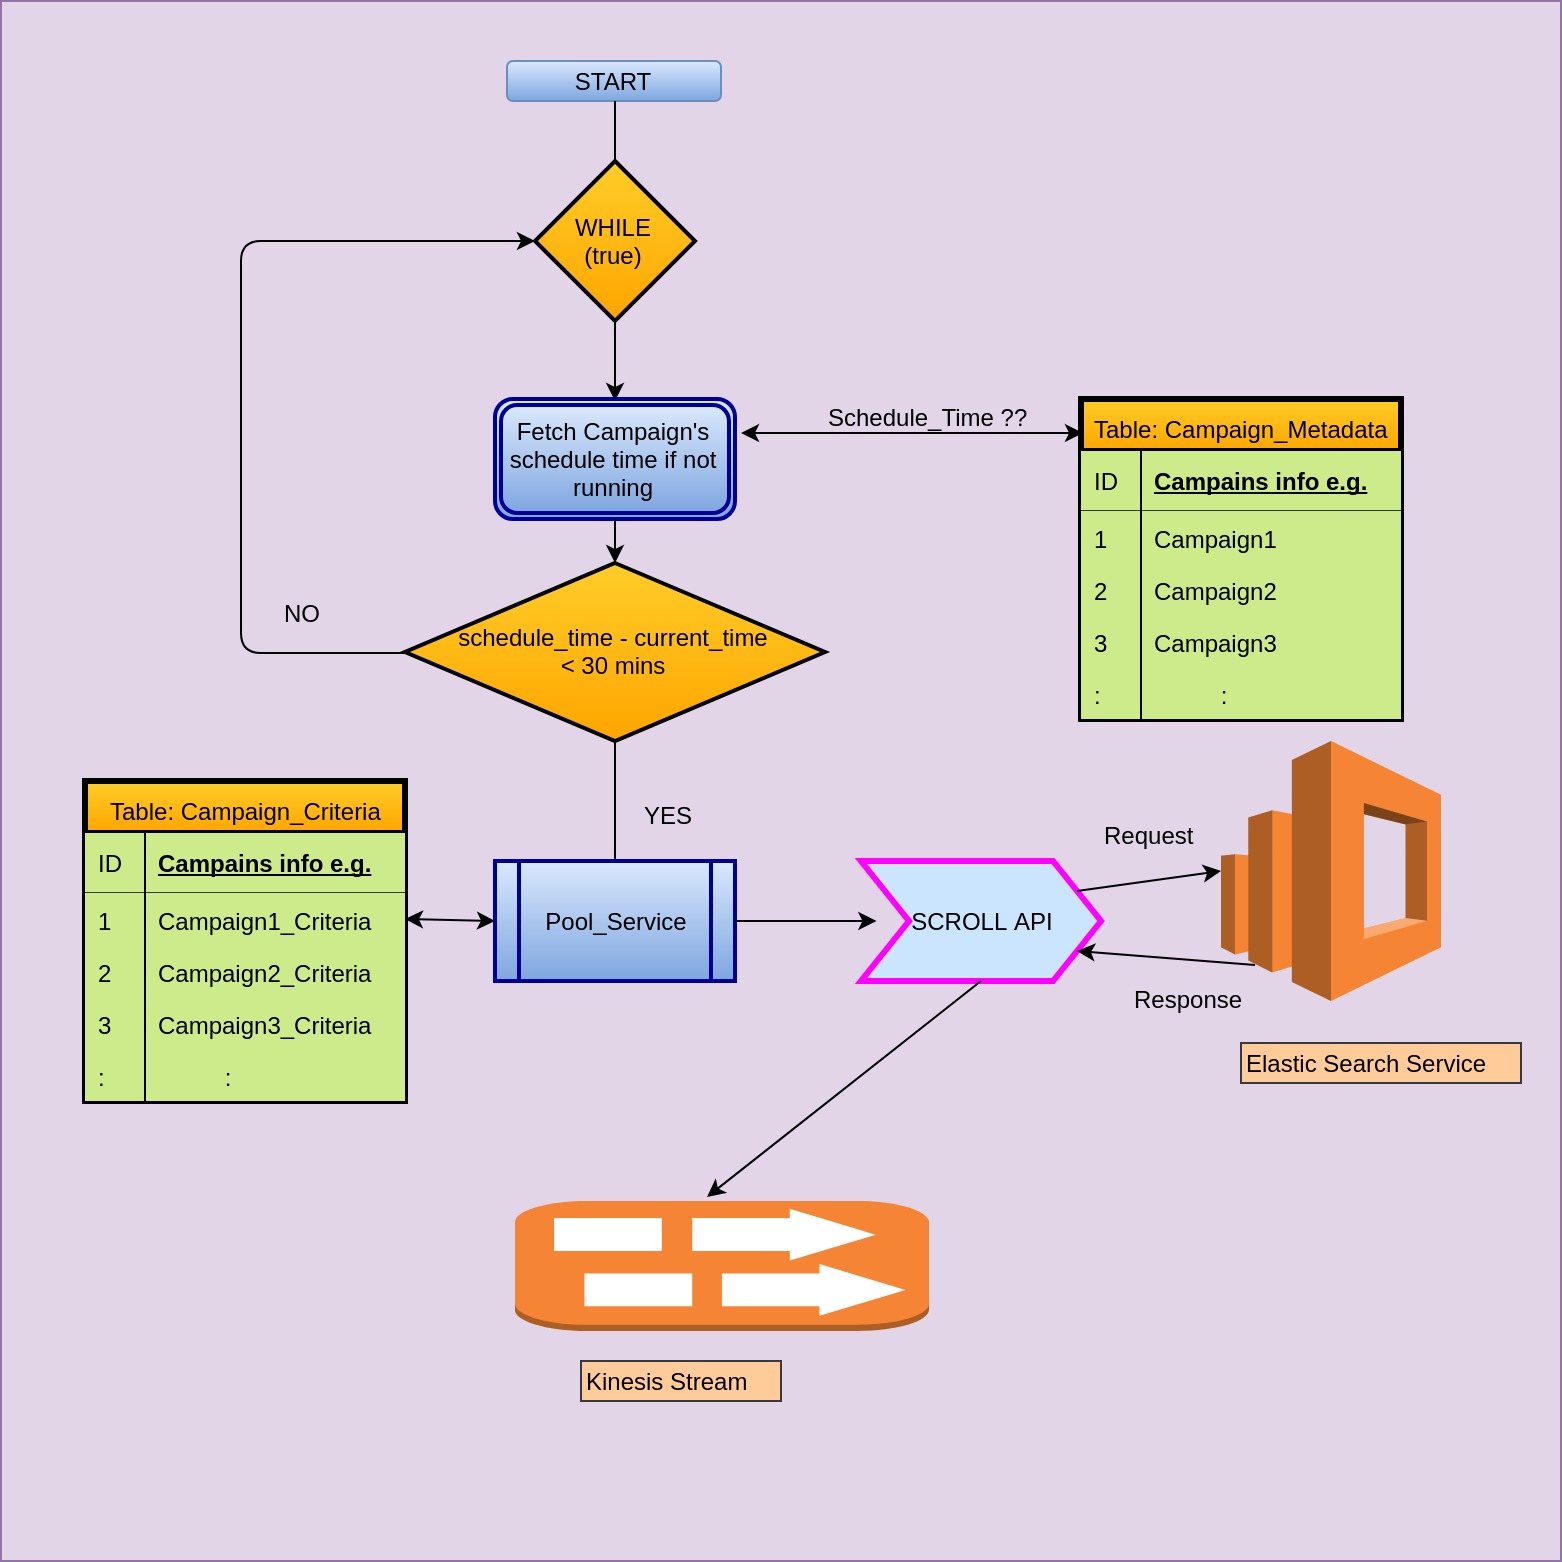 START
WHILE
(true)
Fetch Campaign's
schedule time if not
running
Schedule_Time ??
Table: Campaign_Metadata
ID Campains info e.g.
1 Campaign1
2 Campaign2
3 Campaign3
: :
NO
schedule_time - current_time
< 30 mins
YES
Table: Campaign_Criteria
ID Campains info e.g.
1 Campaign1_Criteria
2 Campaign2_Criteria
3 Campaign3_Criteria
: :
Pool_Service
SCROLL API
Request
Response
Elastic Search Service
Kinesis Stream